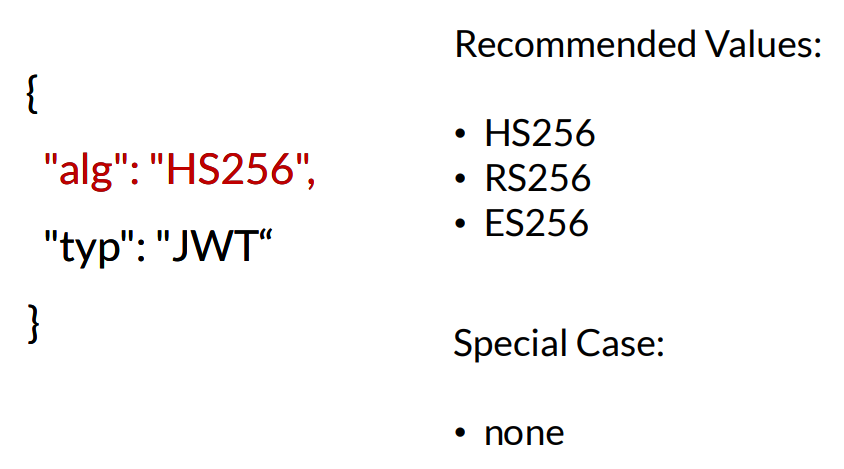 {
"alg": "HS256",
"typ": "JWT“
}
Recommended Values:
• HS256
• RS256
• ES256
Special Case:
• none